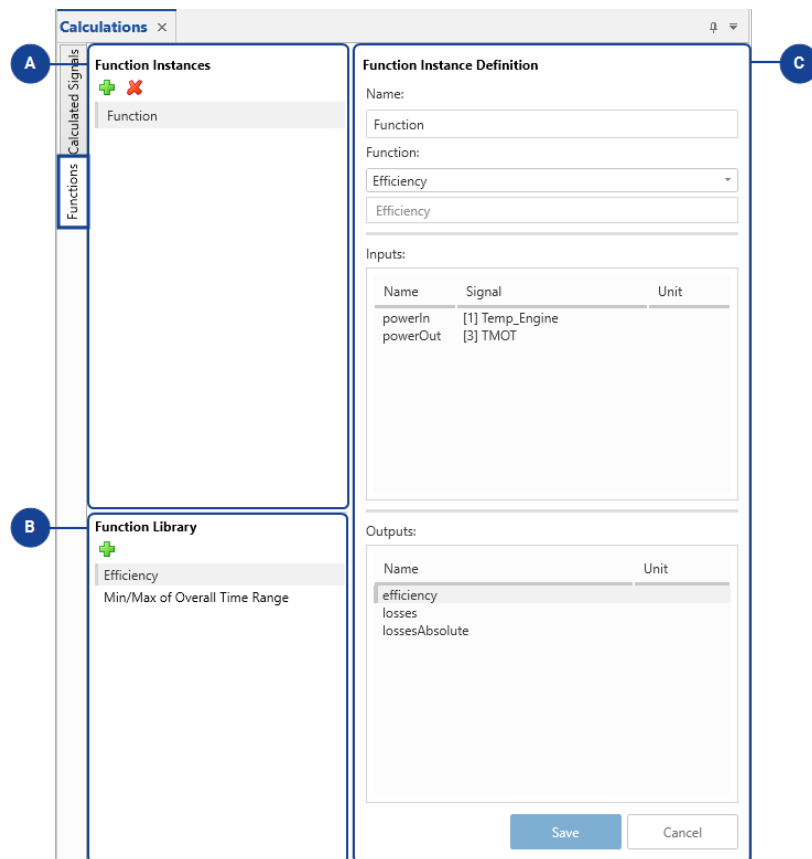 Calculations ×
Calculated Signals
Functions
A
Function Instances
Function
B
Function Library
Efficiency
Min/Max of Overall Time Range
C
Function Instance Definition
Name:
Function
Function:
Efficiency
Efficiency
Inputs:
Name Signal Unit
powerIn [1] Temp_Engine
powerOut [3] TMOT
Outputs:
Name Unit
efficiency
losses
lossesAbsolute
Save Cancel